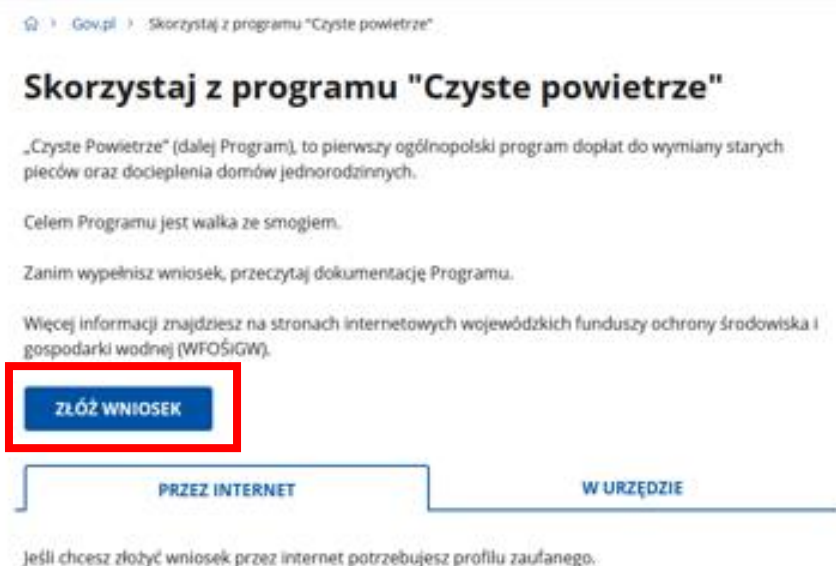 Gov.pl > Skorzystaj z programu "Czyste powietrze"
Skorzystaj z programu "Czyste powietrze"
„Czyste Powietrze” (dalej Program), to pierwszy ogólnopolski program dopłat do wymiany starych
pieców oraz docieplenia domów jednorodzinnych.
Celem Programu jest walka ze smogiem.
Zanim wypełnisz wniosek, przeczytaj dokumentację Programu.
Więcej informacji znajdziesz na stronach internetowych wojewódzkich funduszy ochrony środowiska i
gospodarki wodnej (WFOŚiGW).
ZŁÓŻ WNIOSEK
PRZEZ INTERNET W URZĘDZIE
Jeśli chcesz złożyć wniosek przez internet potrzebujesz profilu zaufanego.